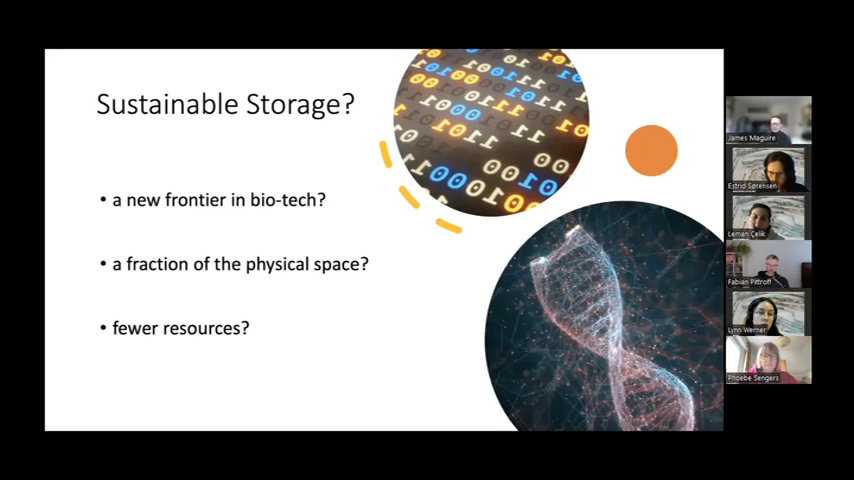 Sustainable Storage?
• a new frontier in bio-tech?
• a fraction of the physical space?
• fewer resources?
James Maguire
Estrid Sørensen
Leman Çelik
Fabian Pittroff
Lynn Werner
Phoebe Sengers